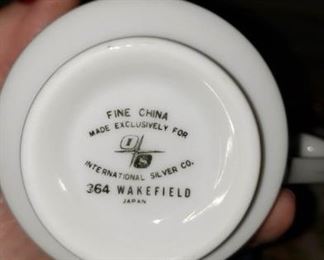 FINE CHINA
MADE EXCLUSIVELY FOR
I
S
INTERNATIONAL SILVER CO.
364 WAKEFIELD
JAPAN